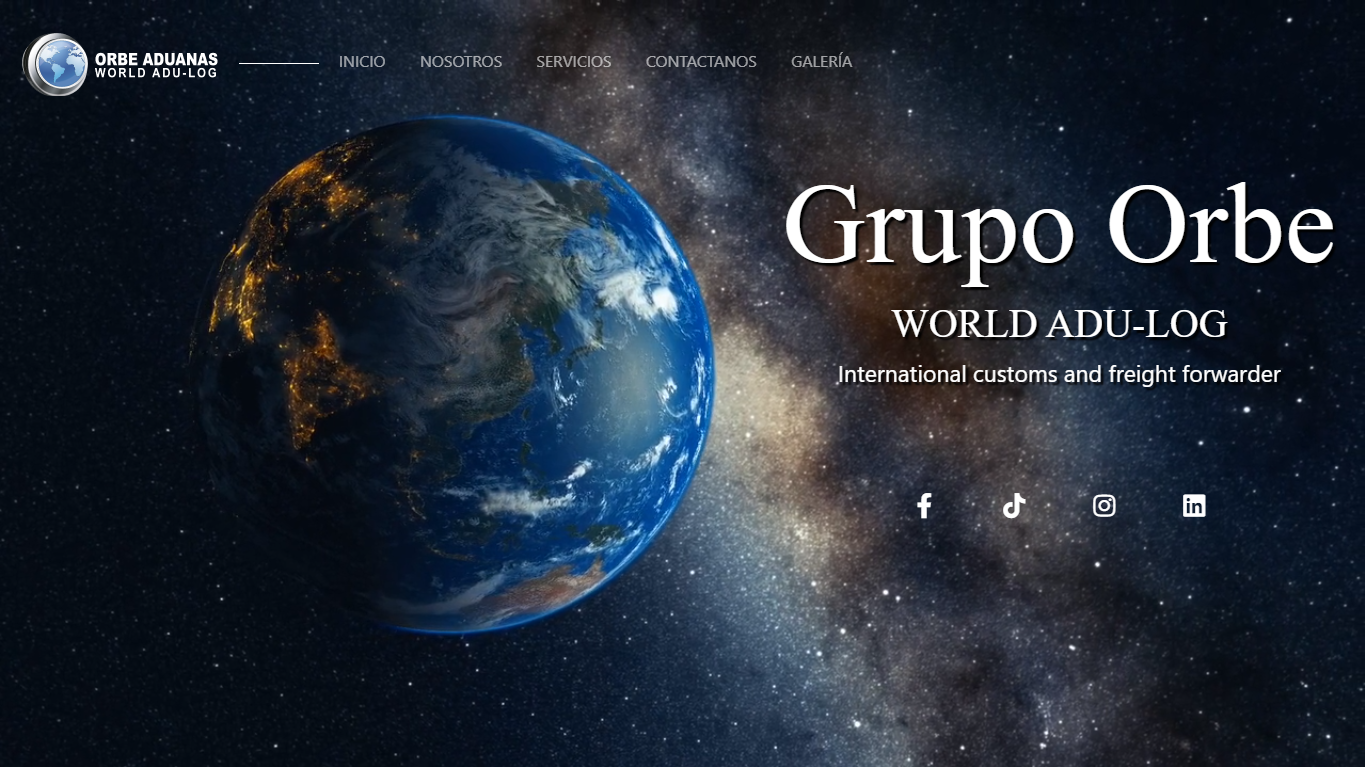 ORBE ADUANAS
WORLD ADU-LOG
INICIO NOSOTROS SERVICIOS CONTACTANOS GALERÍA
Grupo Orbe
WORLD ADU-LOG
International customs and freight forwarder